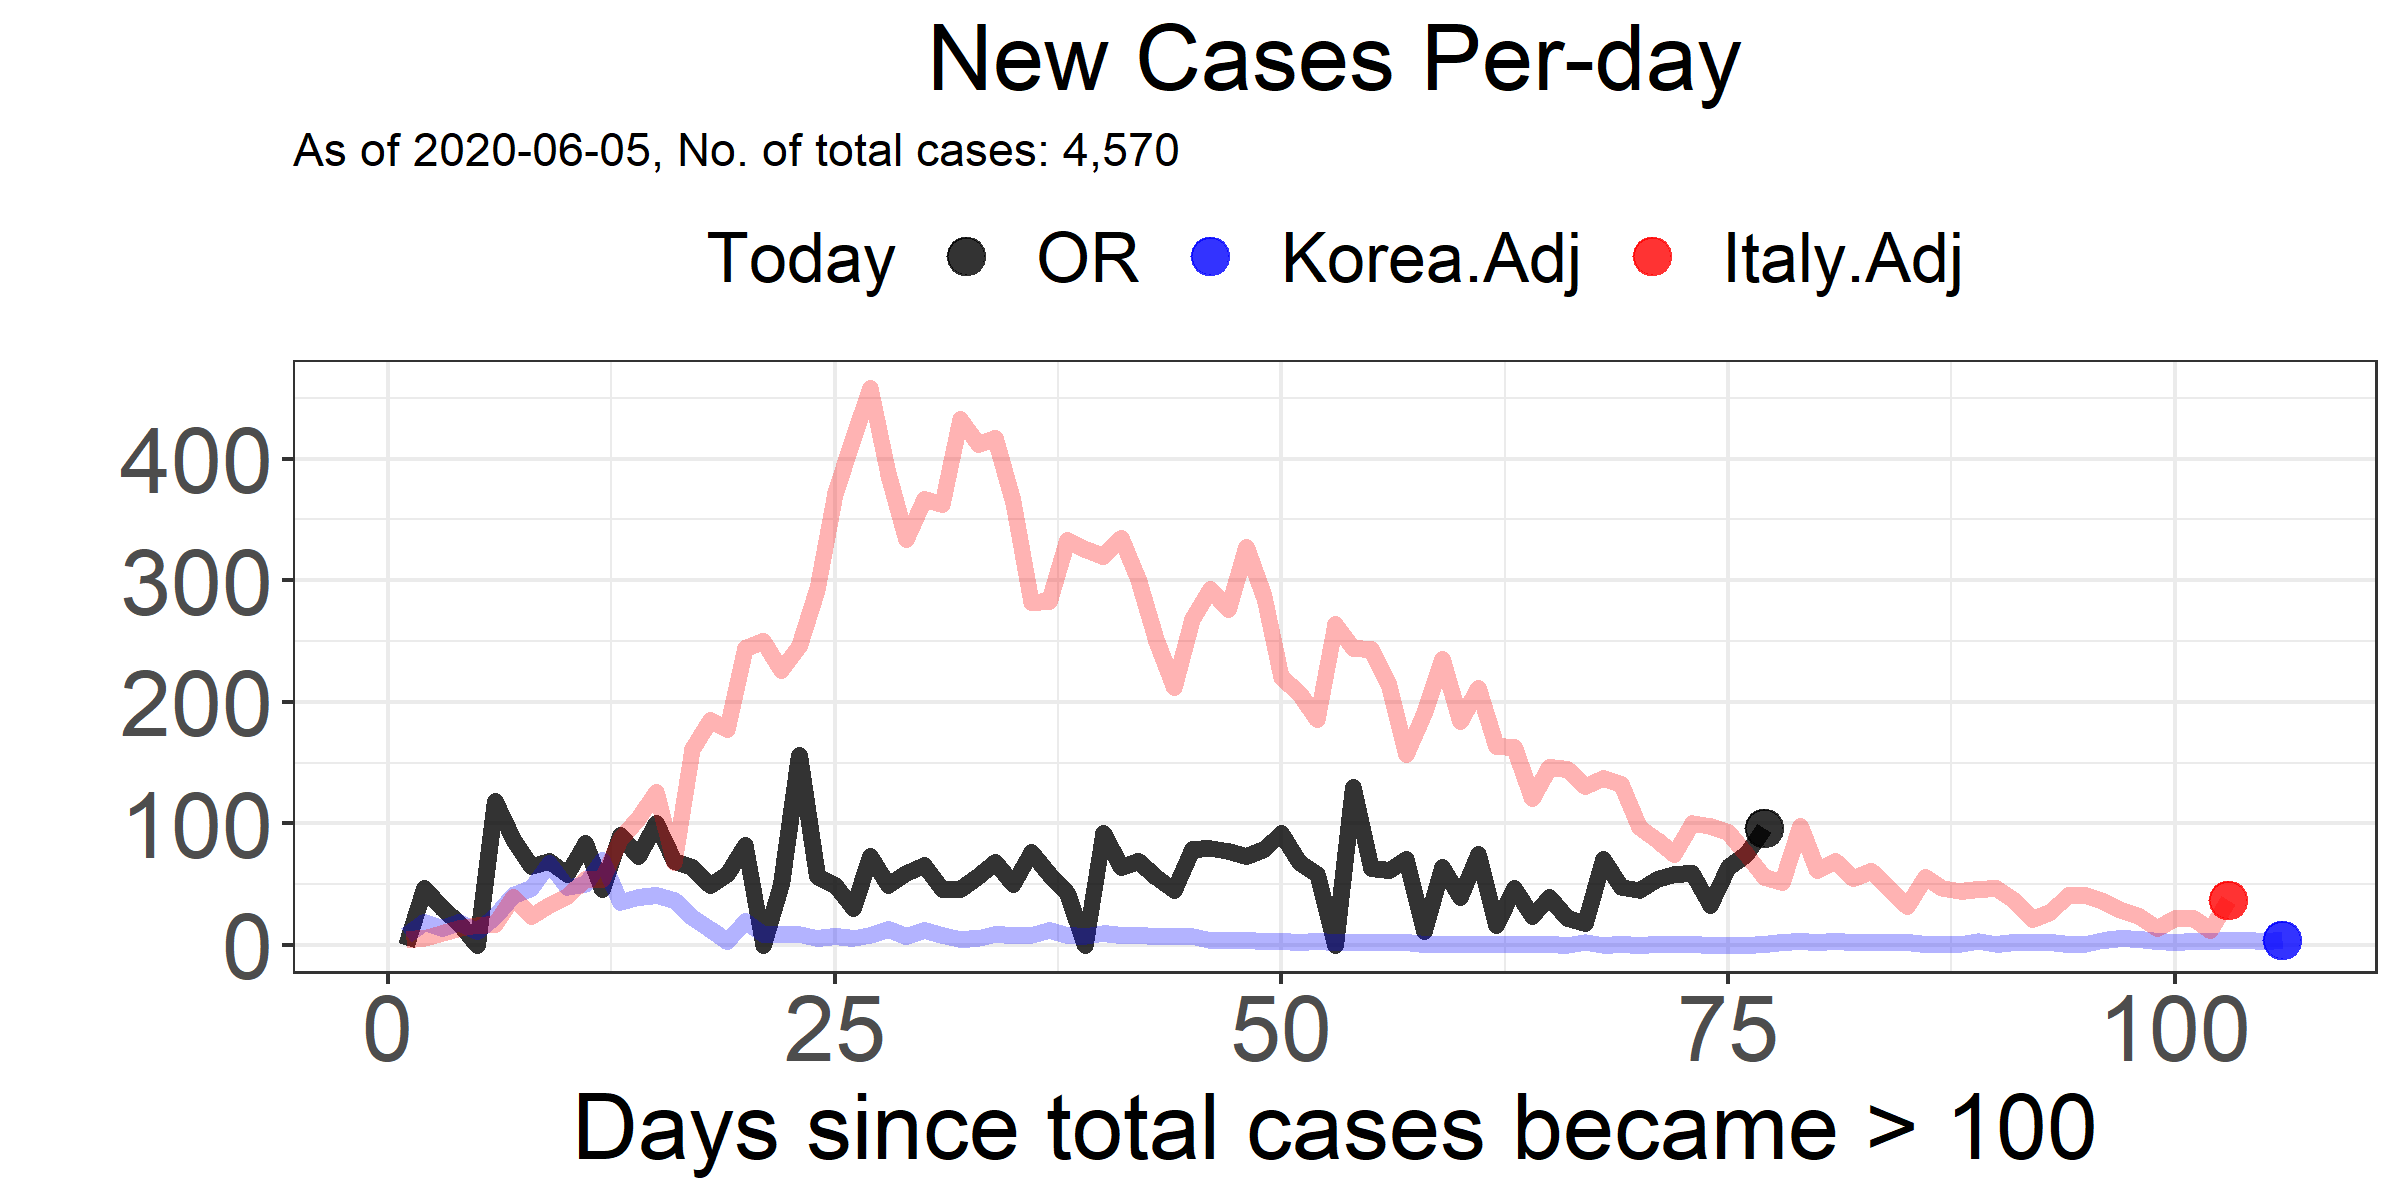 New Cases Per-day
As of 2020-06-05, No. of total cases: 4,570
Today OR Korea.Adj Italy.Adj
400
300
200
100
0
0 25 50 75 100
Days since total cases became > 100